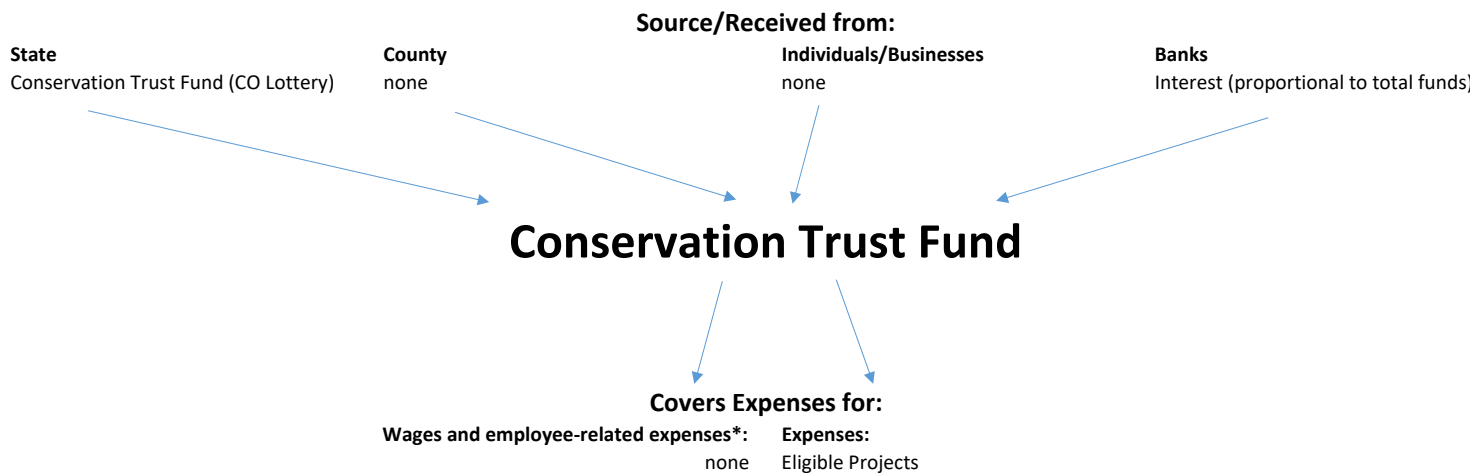 Source/Received from:
State County Individuals/Businesses Banks
Conservation Trust Fund (CO Lottery) none none Interest (proportional to total funds)
Conservation Trust Fund
Covers Expenses for:
Wages and employee-related expenses*: Expenses:
none Eligible Projects